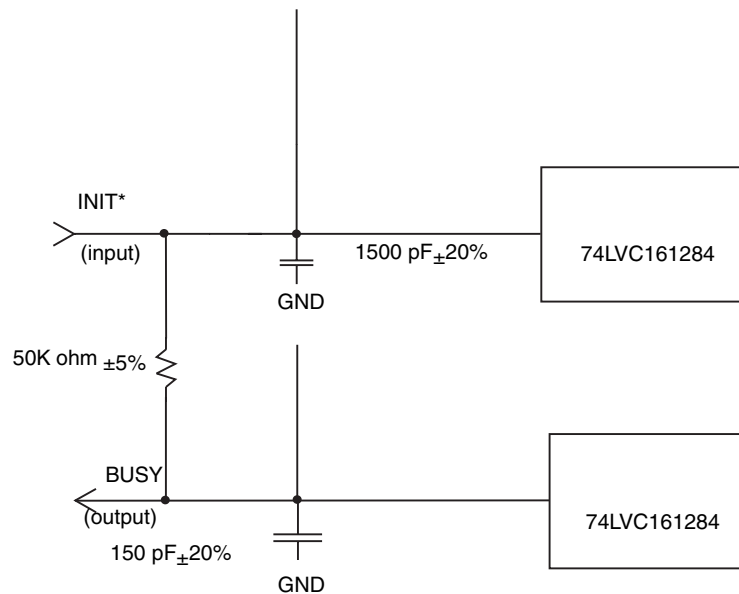 INIT*
(input)
1500 pF±20%
74LVC161284
GND
50K ohm ±5%
BUSY
(output)
74LVC161284
150 pF±20%
GND